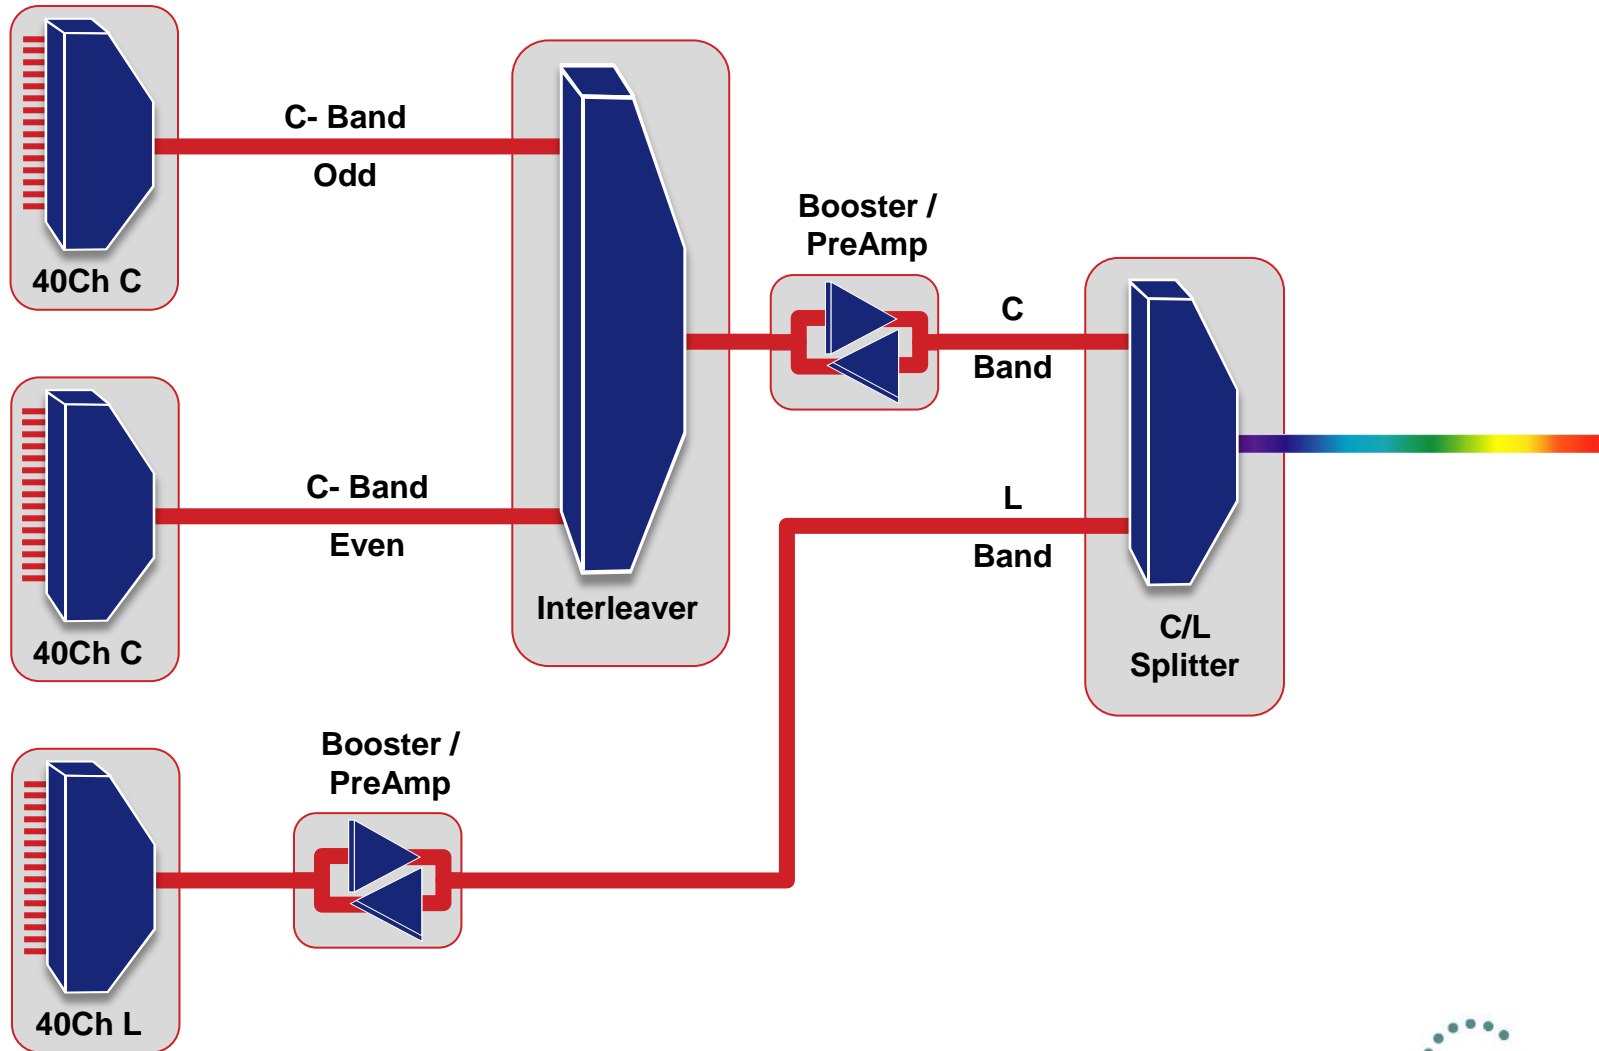 C- Band
Odd
40Ch C
Booster /
PreAmp
C
Band
C- Band
Even
40Ch C
Interleaver
L
Band
C/L
Splitter
Booster /
PreAmp
40Ch L